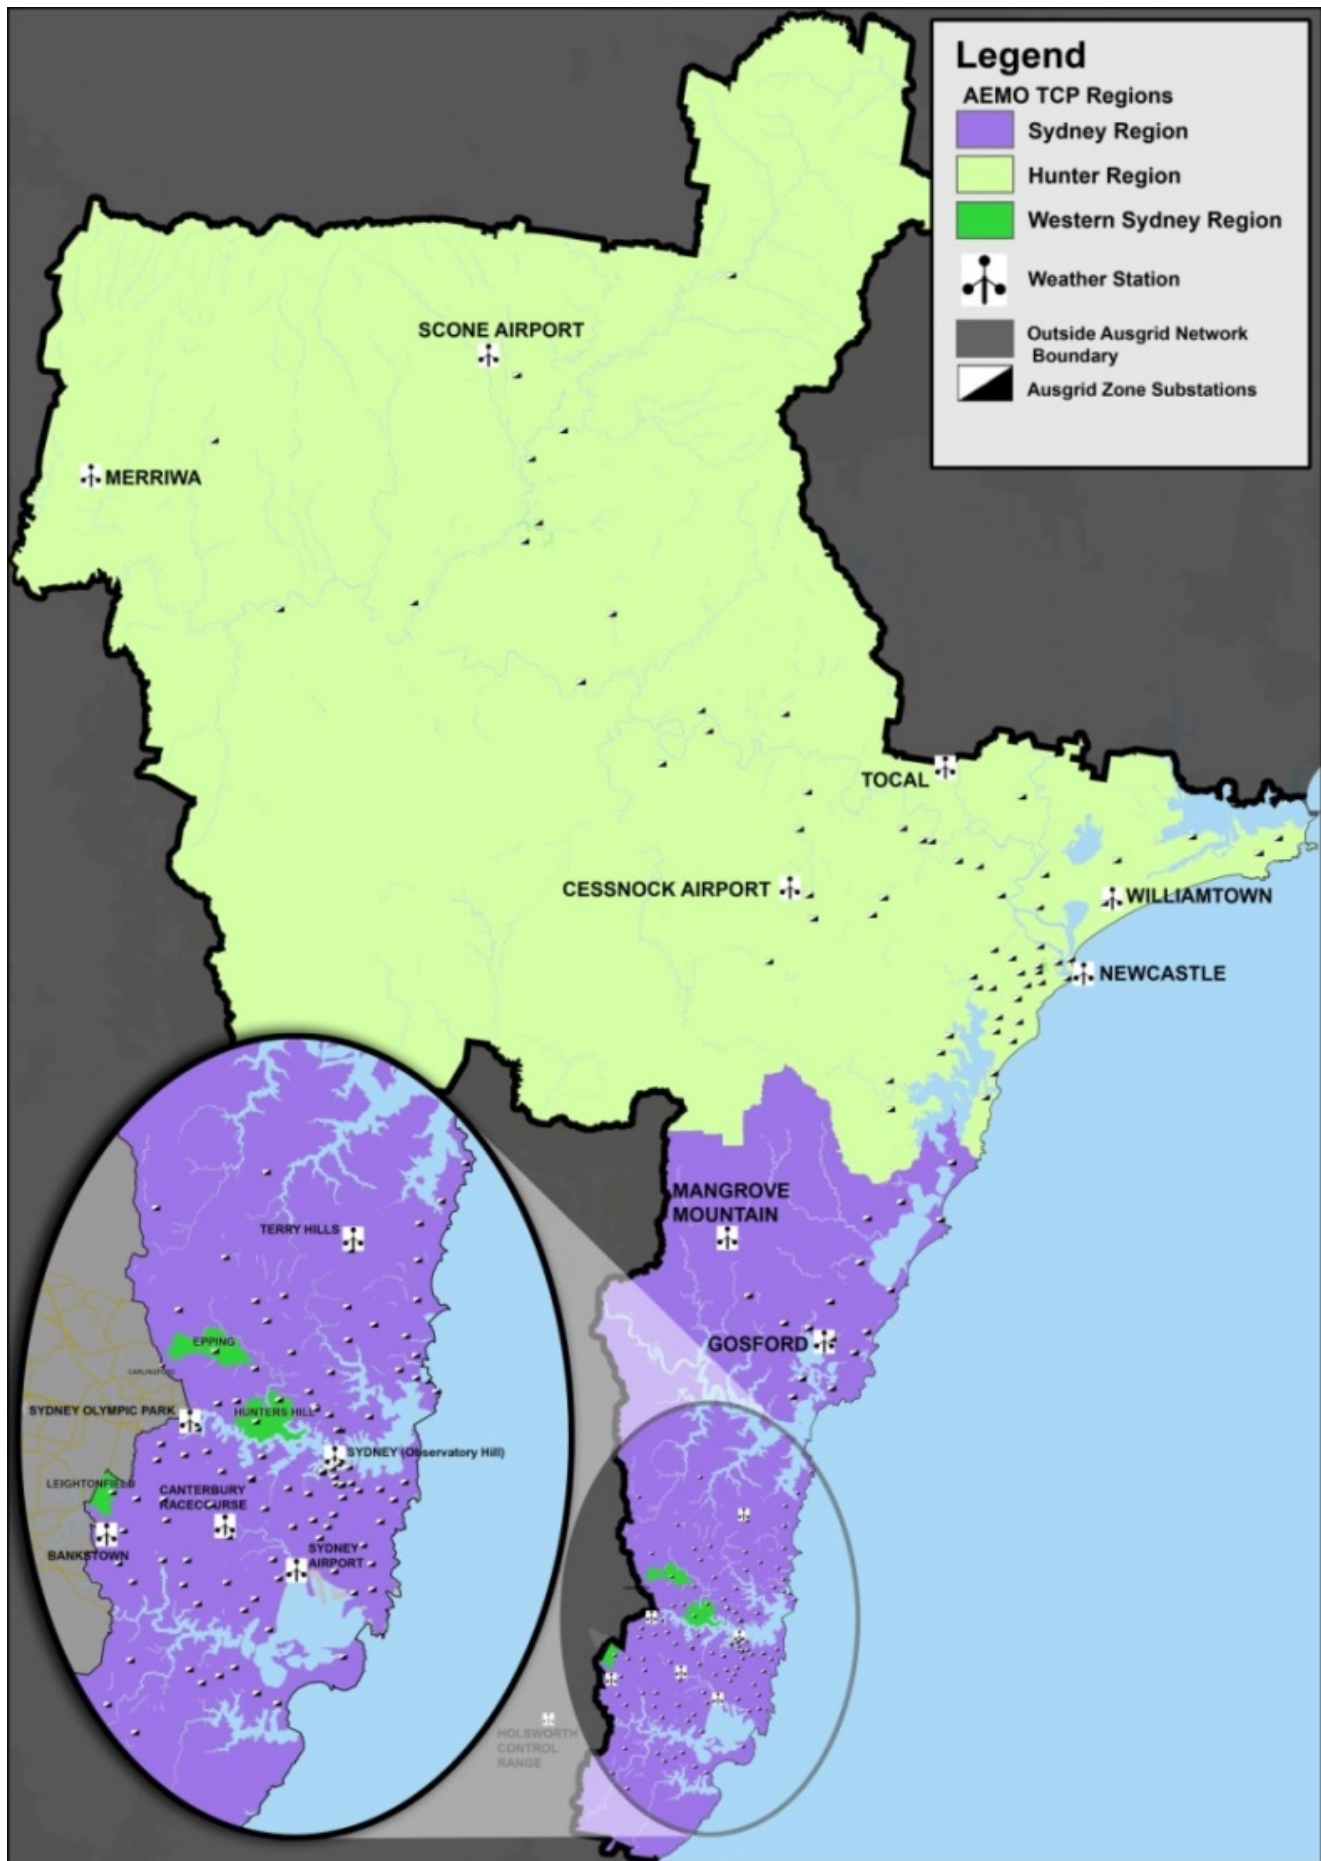 Legend
AEMO TCP Regions
Sydney Region
Hunter Region
Western Sydney Region
Weather Station
Outside Ausgrid Network
Boundary
Ausgrid Zone Substations
SCONE AIRPORT
MERRIWA
TOCAL
CESSNOCK AIRPORT
WILLIAMTOWN
NEWCASTLE
MANGROVE
MOUNTAIN
GOSFORD
TERRY HILLS
EPPING
CARLINGFORD
SYDNEY OLYMPIC PARK
HUNTERS HILL
SYDNEY (Observatory Hill)
LEIGHTONFIELD
CANTERBURY
RACECOURSE
BANKSTOWN
SYDNEY
AIRPORT
HOLSWORTH
CONTROL
RANGE